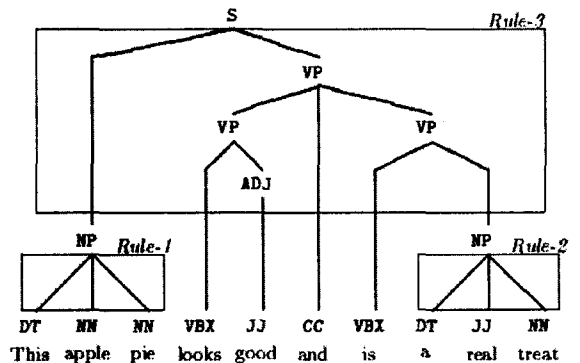 S
Rule-3
VP
VP VP
ADJ
NP Rule-1 NP Rule-2
DT NN NN VBX JJ CC VBX DT JJ NN
This apple pie looks good and is a real treat